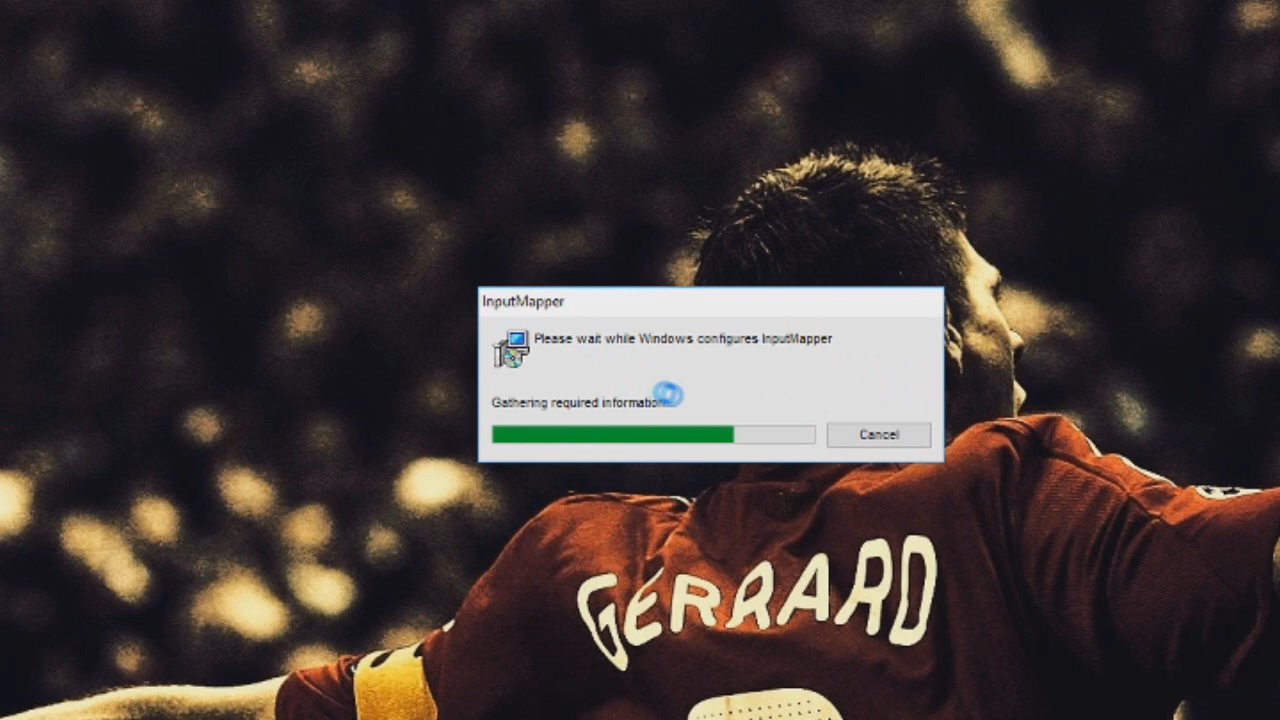 InputMapper
Please wait while Windows configures InputMapper
Gathering required information...
Cancel
GERRARD